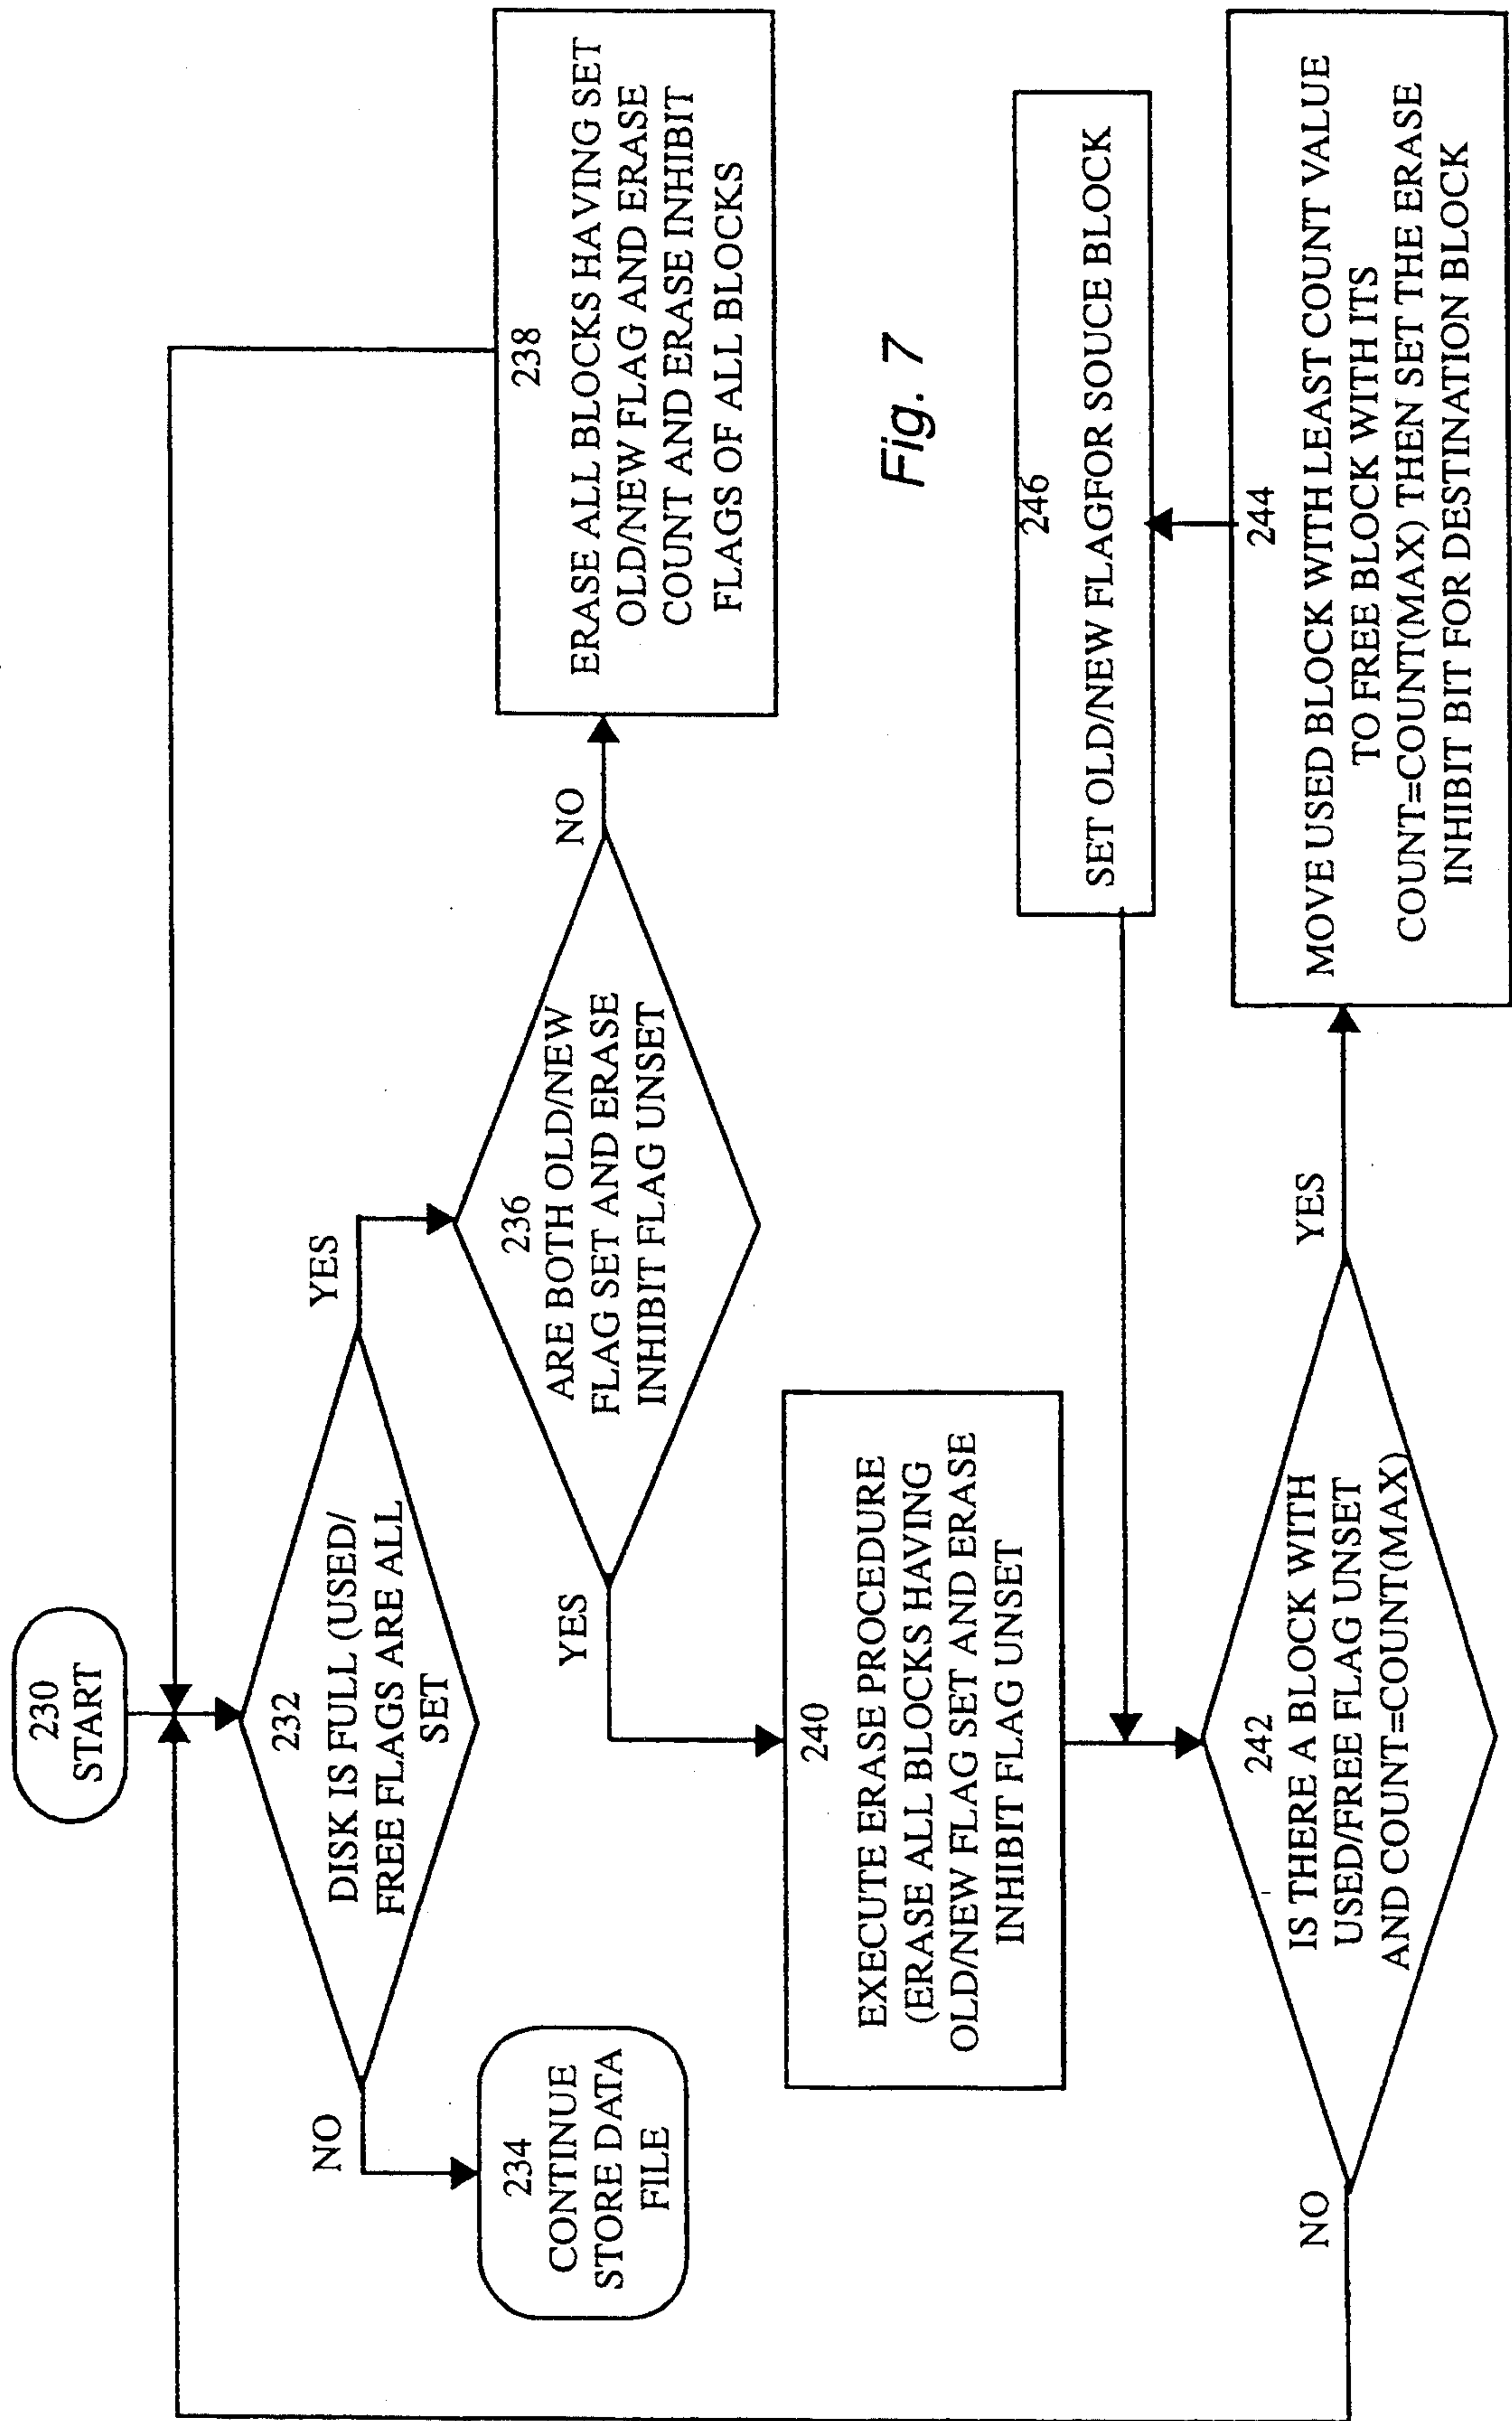 230
START
232
DISK IS FULL (USED/
FREE FLAGS ARE ALL
SET
NO
YES
234
CONTINUE
STORE DATA
FILE
236
ARE BOTH OLD/NEW
FLAG SET AND ERASE
INHIBIT FLAG UNSET
YES
NO
238
ERASE ALL BLOCKS HAVING SET
OLD/NEW FLAG AND ERASE
COUNT AND ERASE INHIBIT
FLAGS OF ALL BLOCKS
240
EXECUTE ERASE PROCEDURE
(ERASE ALL BLOCKS HAVING
OLD/NEW FLAG SET AND ERASE
INHIBIT FLAG UNSET
Fig. 7
242
IS THERE A BLOCK WITH
USED/FREE FLAG UNSET
AND COUNT=COUNT(MAX)
NO
YES
246
SET OLD/NEW FLAGFOR SOUCE BLOCK
244
MOVE USED BLOCK WITH LEAST COUNT VALUE
TO FREE BLOCK WITH ITS
COUNT=COUNT(MAX) THEN SET THE ERASE
INHIBIT BIT FOR DESTINATION BLOCK